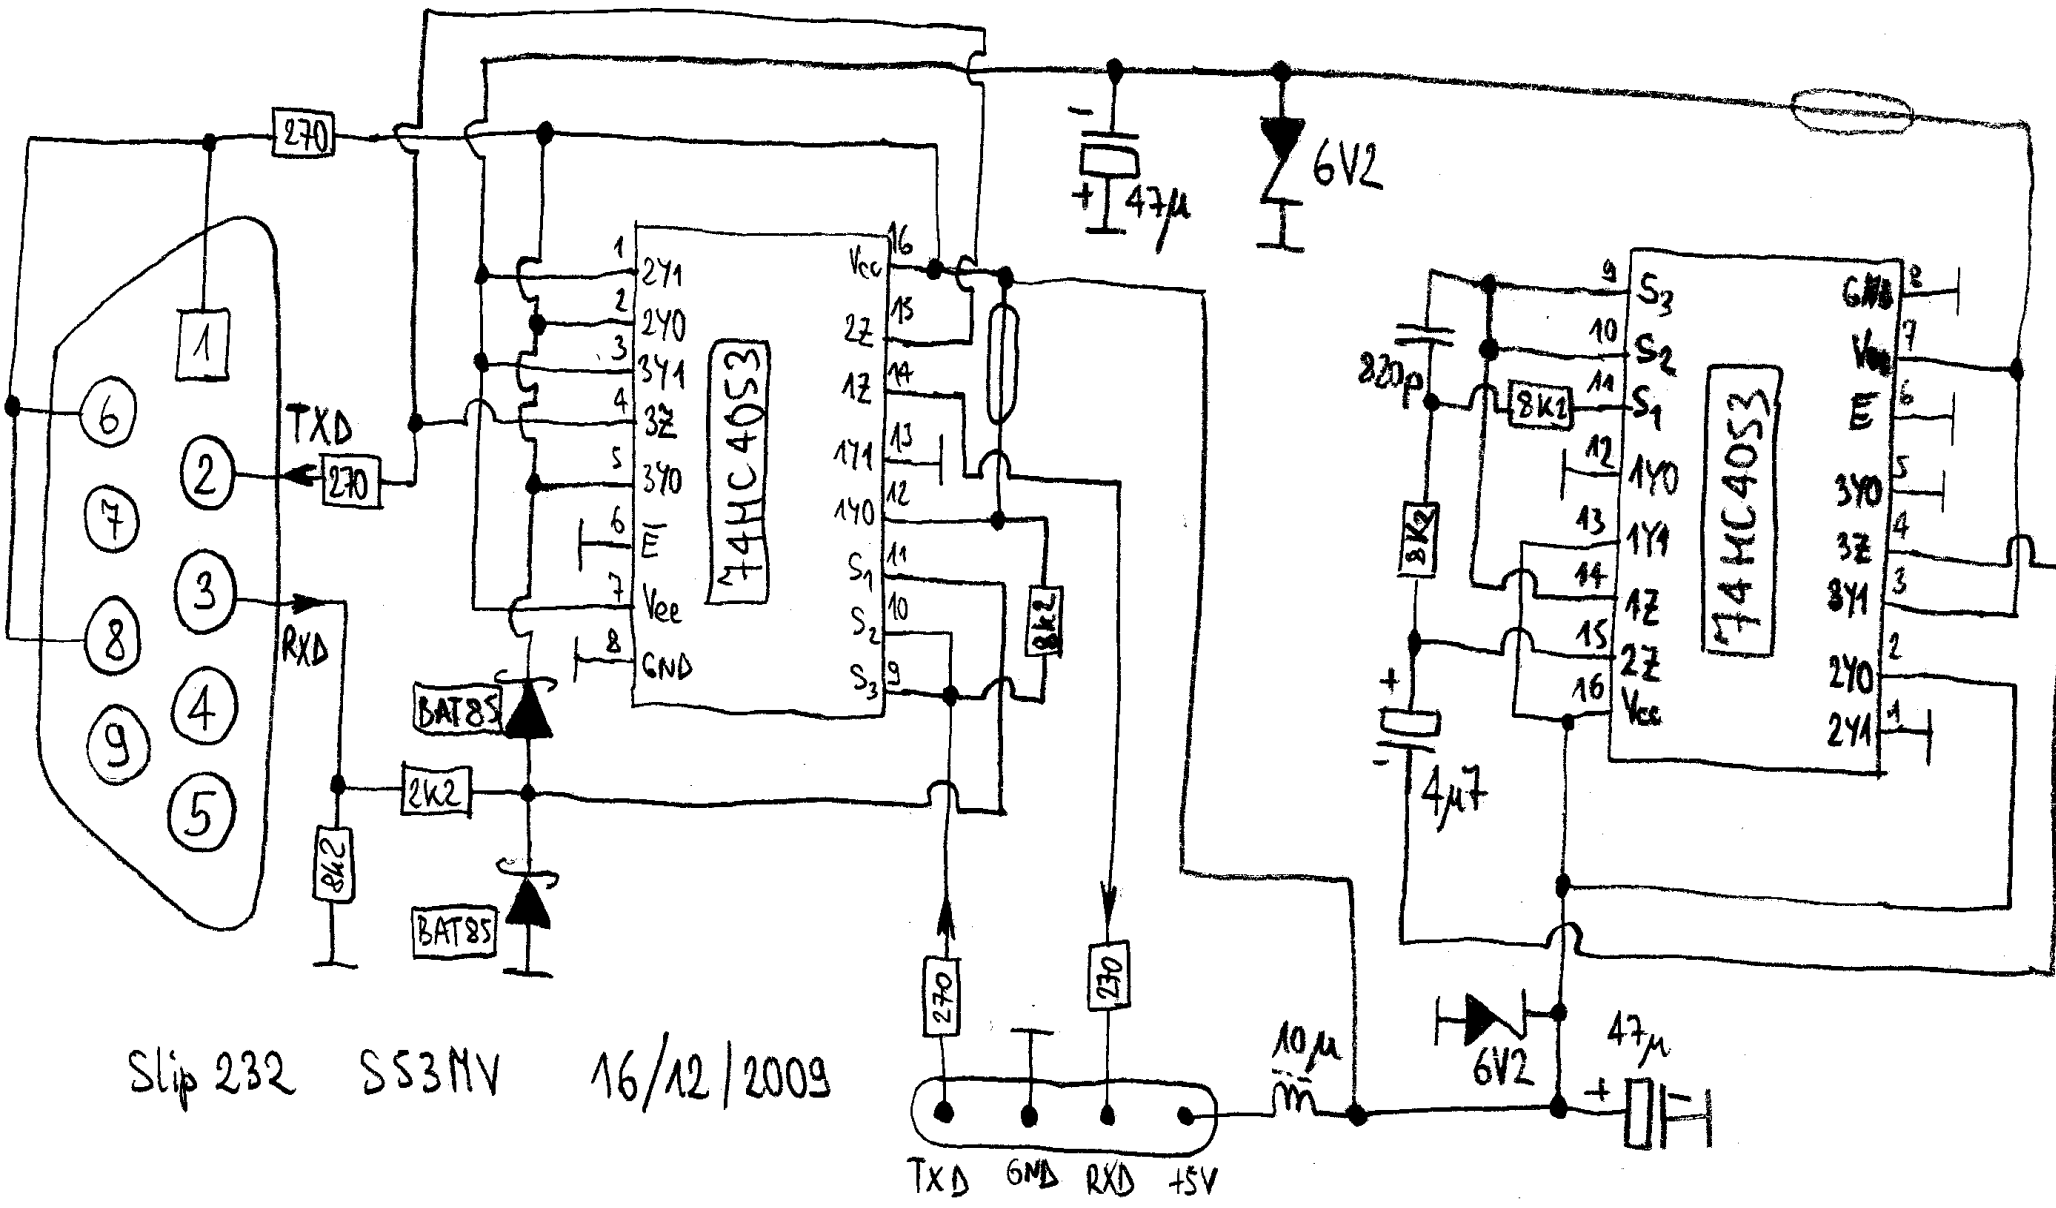 270
−
+
47µ
6V2
1
6
2
7
3
8
4
9
5
TXD
270
RXD
2K2
8k2
BAT85
BAT85
1 2Y1
2 2Y0
3 3Y1
4 3Z
5 3Y0
6 E
7 Vee
8 GND
74HC4053
Vcc 16
2Z 15
1Z 14
1Y1 13
1Y0 12
S1 11
S2 10
S3 9
8k2
820p
8K2
8K2
+
-
4µ7
9 S3
10 S2
11 S1
12 1Y0
13 1Y1
14 1Z
15 2Z
16 Vcc
74HC4053
GND 8
Vee 7
E 6
3Y0 5
3Z 4
3Y1 3
2Y0 2
2Y1 1
270
270
10µ
6V2
47µ
+ −
Slip 232 S53MV 16/12/2009
TXD GND RXD +5V